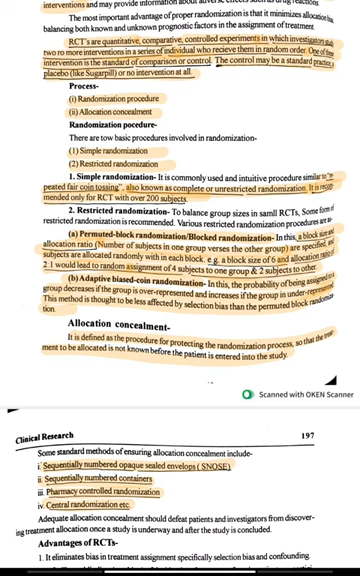 interventions and may provide information about adverse effects such as drug reactions
The most important advantage of proper randomization is that it minimizes allocation bias,
balancing both known and unknown prognostic factors in the assignment of treatment.
RCT's are quantitative, comparative, controlled experiments in which investigators study
two ro more interventions in a series of individual who recieve them in random order. One of these
intervention is the standard of comparison or control. The control may be a standard practice, a
placebo (like Sugarpill) or no intervention at all.
Process-
(i) Randomization procedure
(ii) Allocation concealment
Randomization pocedure-
There are tow basic procedures involved in randomization-
(1) Simple randomization
(2) Restricted randomization
1. Simple randomization- It is commonly used and intuitive procedure similar to "re-
peated fair coin tossing", also known as complete or unrestricted randomization. It is recom-
mended only for RCT with over 200 subjects.
2. Restricted randomization- To balance group sizes in samll RCTs, Some form of
restricted randomization is recommended. Various restricted randomization procedures are as-
(a) Permuted-block randomization/Blocked randomization- In this, a block size and
allocation ratio (Number of subjects in one group verses the other group) are specified, and
subjects are allocated randomly with in each block. e.g. a block size of 6 and allocation ratio of
2:1 would lead to random assignment of 4 subjects to one group & 2 subjects to other.
(b) Adaptive biased-coin randomization- In this, the probability of being assigned to a
group decreases if the group is over-represented and increases if the group in under-represented.
This method is thought to be less affected by selection bias than the permuted block randomiza-
tion.
Allocation concealment-
It is defined as the procedure for protecting the randomization process, so that the treat-
ment to be allocated is not known before the patient is entered into the study.
Scanned with OKEN Scanner
Clinical Research 197
Some standard methods of ensuring allocation concealment include-
i. Sequentially numbered opaque sealed envelops (SNOSE)
ii. Sequentially numbered containers
iii. Pharmacy controlled randomization
iv. Central randomization etc.
Adequate allocation concealment should defeat patients and investigators from discover-
ing treatment allocation once a study is underway and after the study is concluded.
Advantages of RCTs-
1. It eliminates bias in treatment assignment specifically selection bias and confounding.